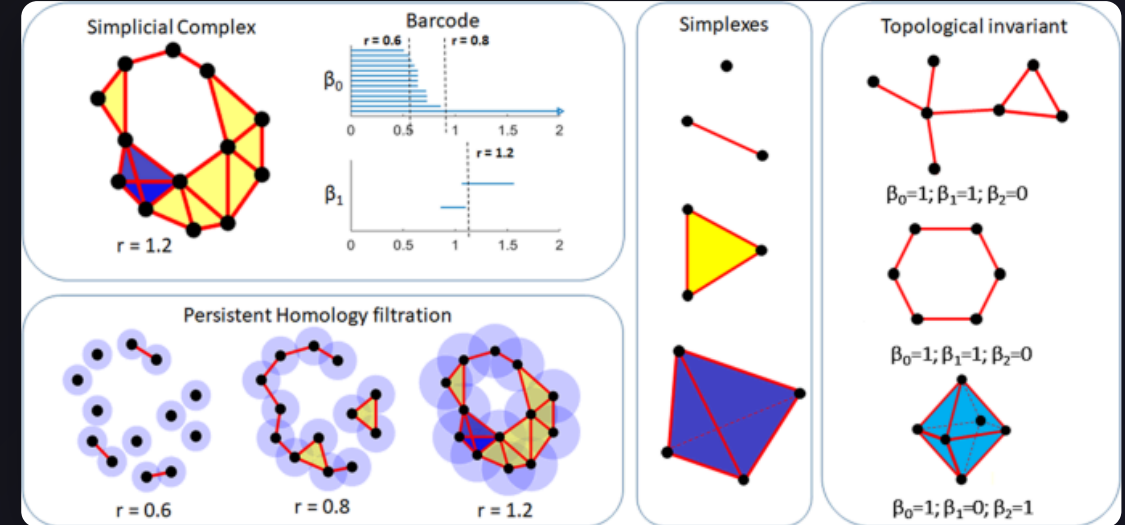 Simplicial Complex
r = 1.2
Barcode
r = 0.6
r = 0.8
β₀
0 0.5 1 1.5 2
r = 1.2
β₁
0 0.5 1 1.5 2
Persistent Homology filtration
r = 0.6
r = 0.8
r = 1.2
Simplexes
Topological invariant
β₀=1; β₁=1; β₂=0
β₀=1; β₁=1; β₂=0
β₀=1; β₁=0; β₂=1